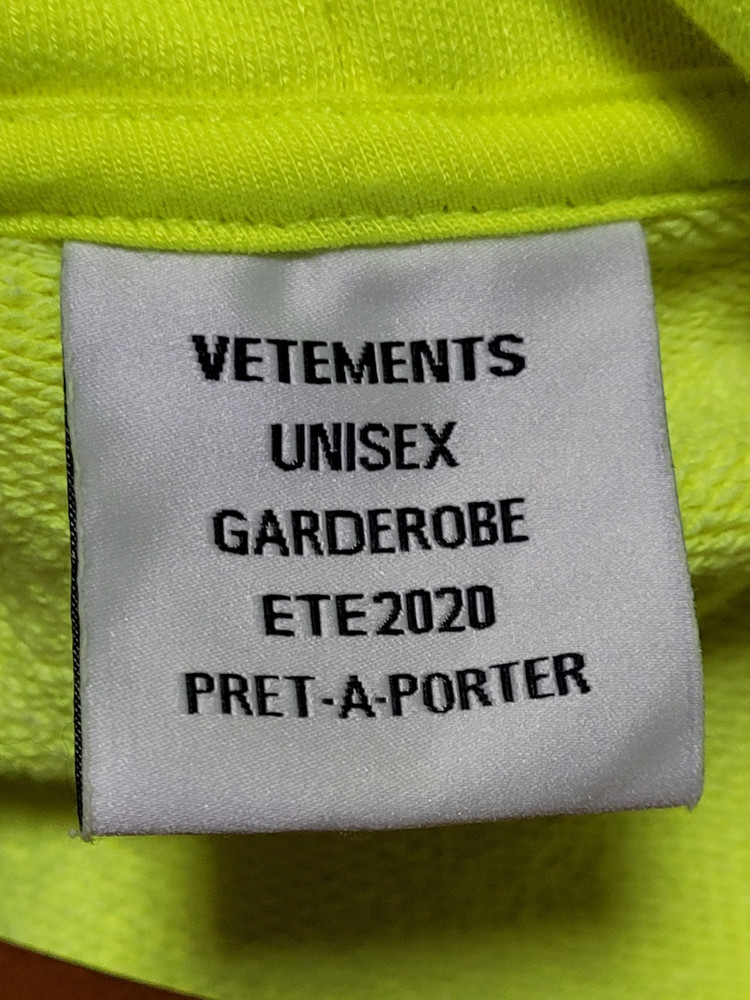 VETEMENTS
UNISEX
GARDEROBE
ETE2020
PRET-A-PORTER